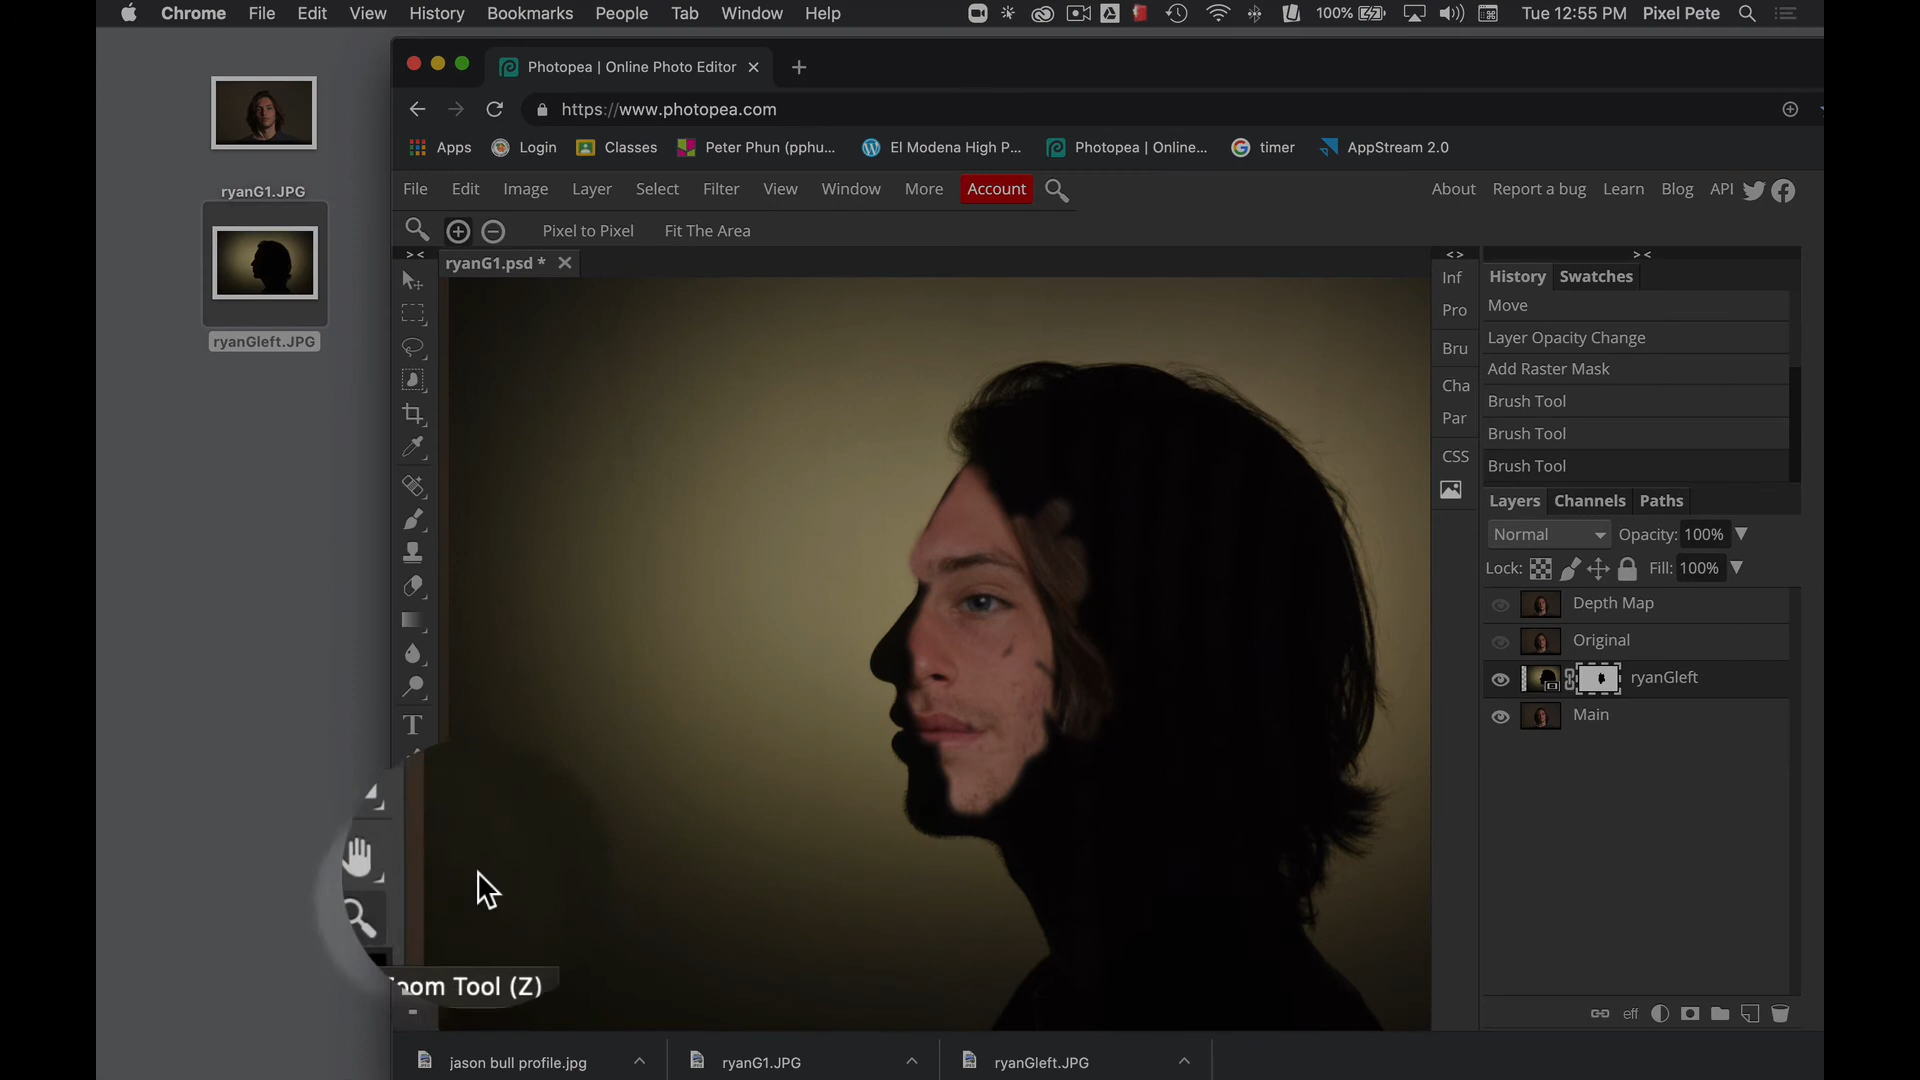 Chrome File Edit View History Bookmarks People Tab Window Help 100% Tue 12:55 PM Pixel Pete
Photopea | Online Photo Editor
https://www.photopea.com
Apps Login Classes Peter Phun (pphu... El Modena High P... Photopea | Online... timer AppStream 2.0
ryanG1.JPG
ryanGleft.JPG
File Edit Image Layer Select Filter View Window More Account About Report a bug Learn Blog API
Pixel to Pixel Fit The Area
ryanG1.psd *
Inf
Pro
Bru
Cha
Par
CSS
History Swatches
Move
Layer Opacity Change
Add Raster Mask
Brush Tool
Brush Tool
Brush Tool
Layers Channels Paths
Normal Opacity: 100%
Lock: Fill: 100%
Depth Map
Original
ryanGleft
Main
eff
Tool (Z)
jason bull profile.jpg ryanG1.JPG ryanGleft.JPG